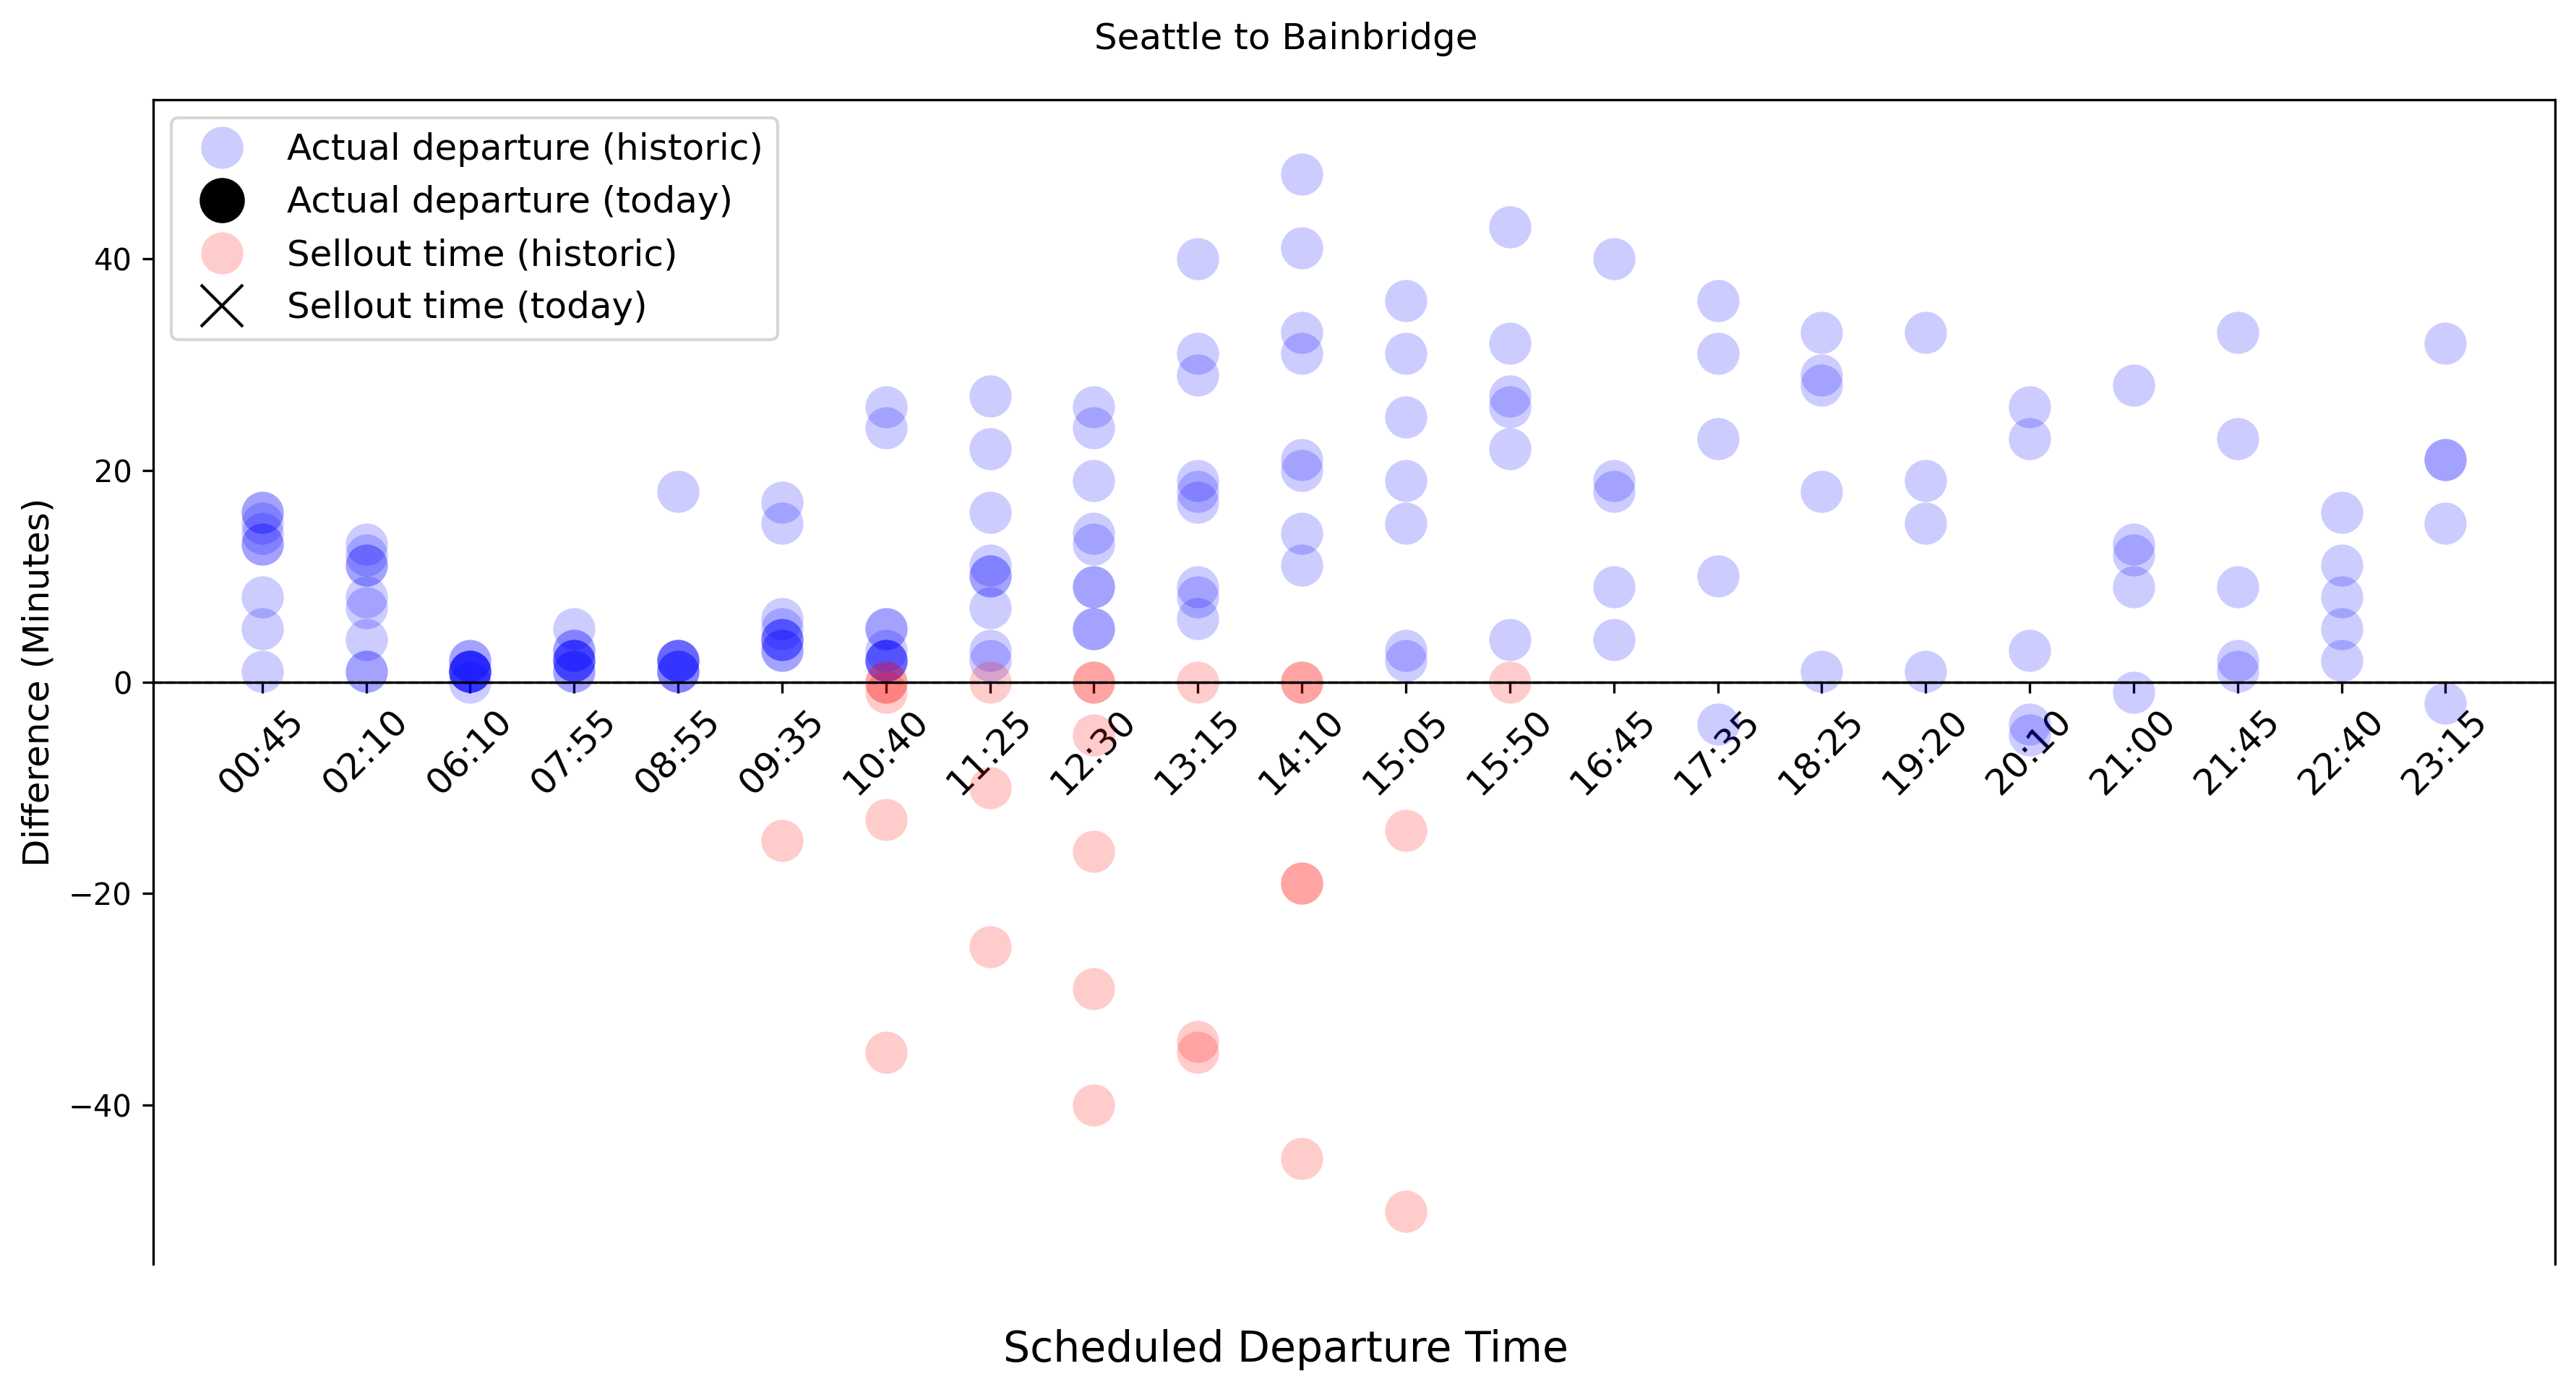 Seattle to Bainbridge
Actual departure (historic)
Actual departure (today)
Sellout time (historic)
Sellout time (today)
Difference (Minutes)
40
20
0
−20
−40
00:45 02:10 06:10 07:55 08:55 09:35 10:40 11:25 12:30 13:15 14:10 15:05 15:50 16:45 17:35 18:25 19:20 20:10 21:00 21:45 22:40 23:15
Scheduled Departure Time